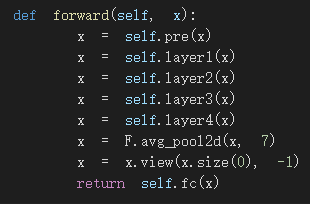 def forward(self, x):
x = self.pre(x)
x = self.layer1(x)
x = self.layer2(x)
x = self.layer3(x)
x = self.layer4(x)
x = F.avg_pool2d(x, 7)
x = x.view(x.size(0), -1)
return self.fc(x)